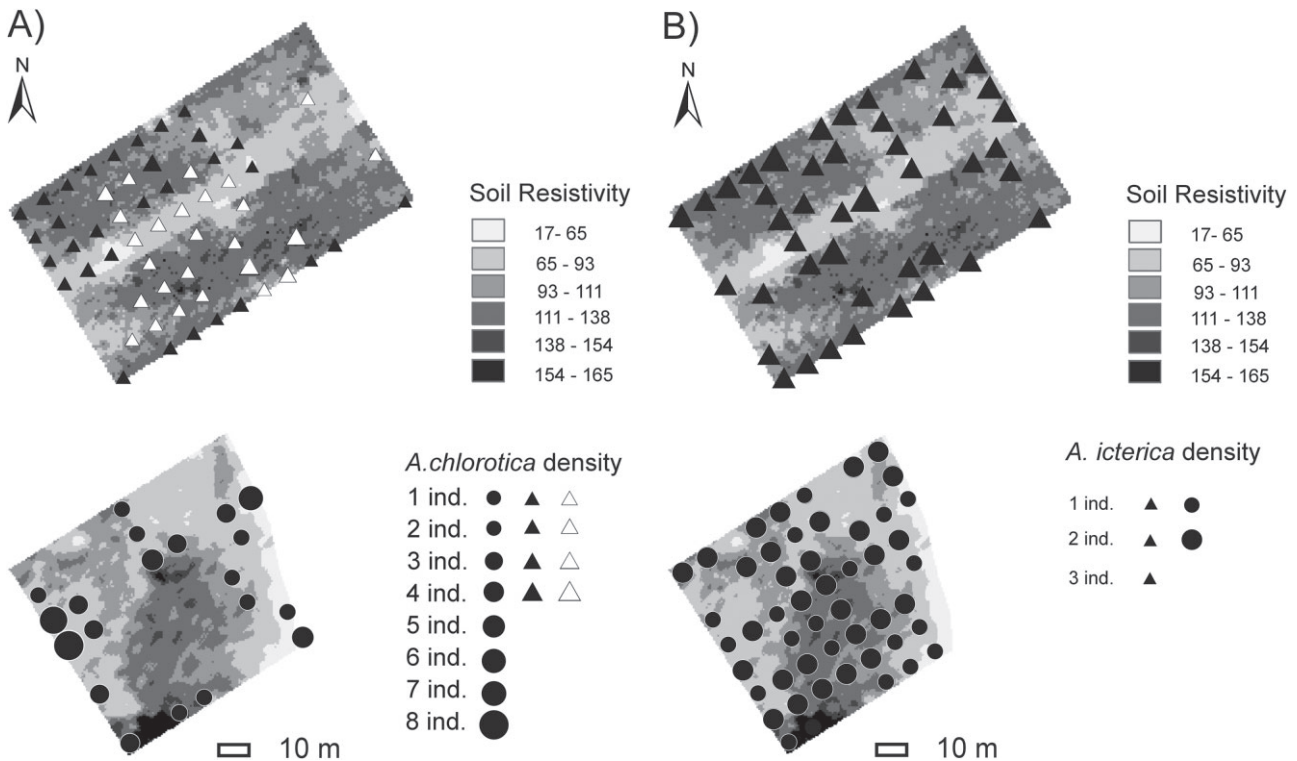 A)
N
Soil Resistivity
17- 65
65 - 93
93 - 111
111 - 138
138 - 154
154 - 165
A.chlorotica density
1 ind.
2 ind.
3 ind.
4 ind.
5 ind.
6 ind.
7 ind.
8 ind.
10 m
B)
N
Soil Resistivity
17- 65
65 - 93
93 - 111
111 - 138
138 - 154
154 - 165
A. icterica density
1 ind.
2 ind.
3 ind.
10 m